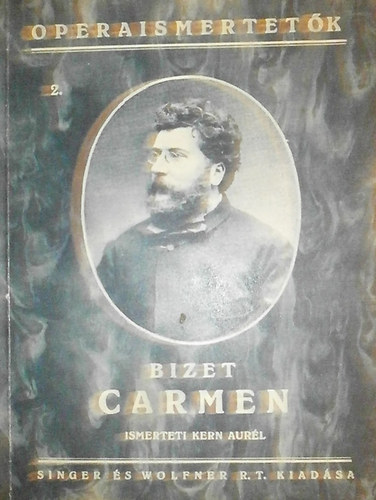 OPERAISMERTETŐK
2.
BIZET
CARMEN
ISMERTETI KERN AURÉL
SINGER ÉS WOLFNER R.T. KIADÁSA